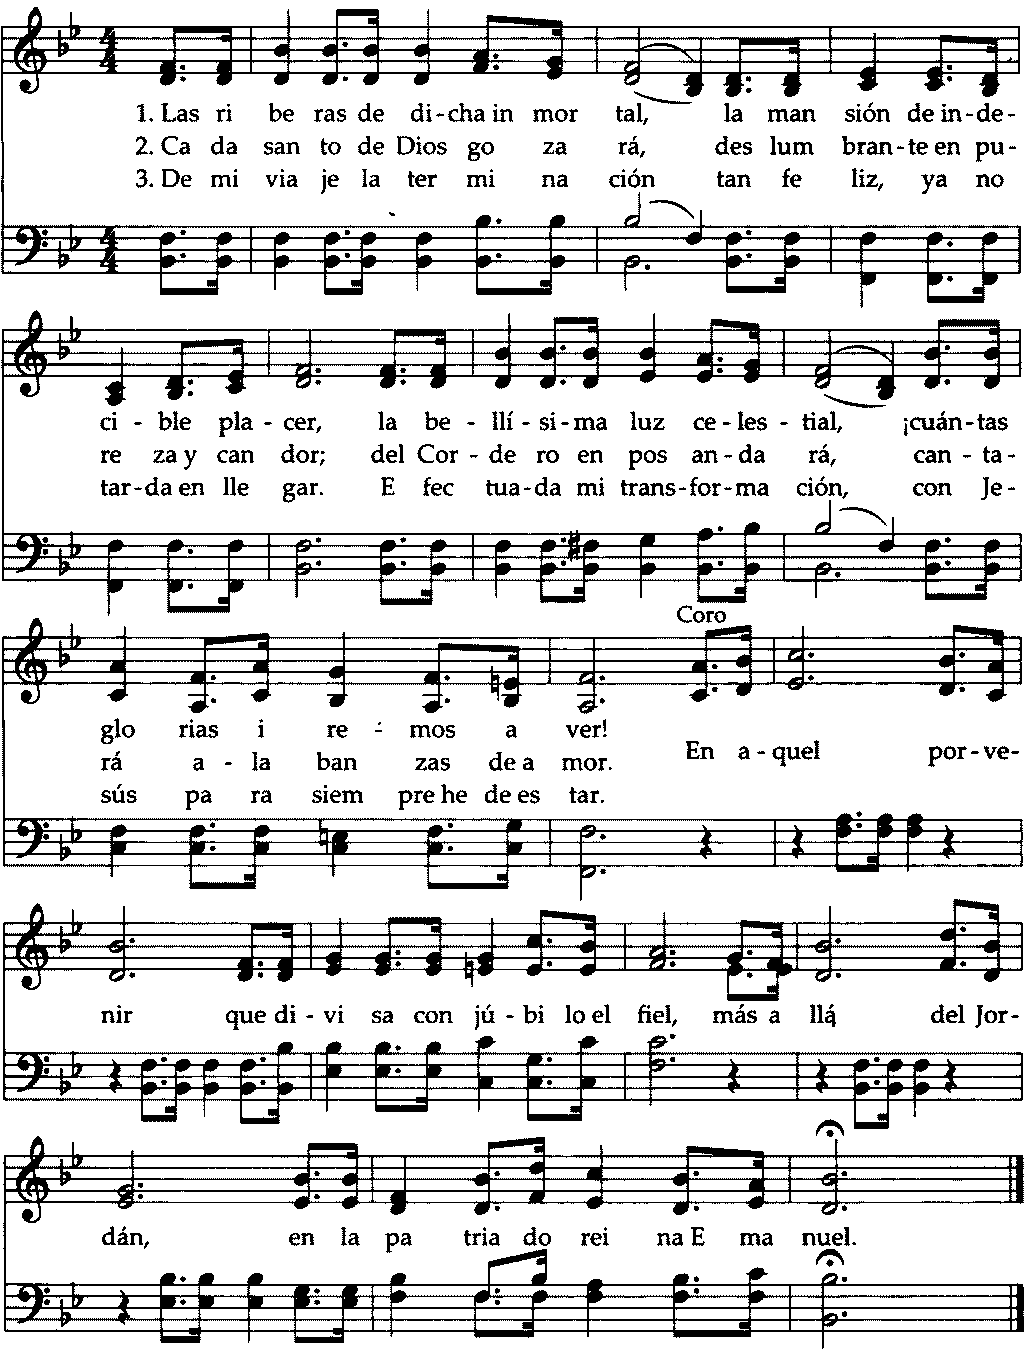 1. Las ri be ras de di-cha in mor tal, la man sión de in-de-
2. Ca da san to de Dios go za rá, des lum bran-te en pu-
3. De mi via je la ter mi na ción tan fe liz, ya no
ci - ble pla - cer, la be - llí - si - ma luz ce - les - tial, ¡cuán-tas
re za y can dor; del Cor - de ro en pos an - da rá, can - ta-
tar-da en lle gar. E fec tua-da mi trans-for-ma ción, con Je-
Coro
glo rias i re - mos a ver!
rá a - la ban zas de a mor. En a - quel por-ve-
sús pa ra siem pre he de es tar.
nir que di - vi sa con jú - bi lo el fiel, más a llá del Jor-
dán, en la pa tria do rei na E ma nuel.